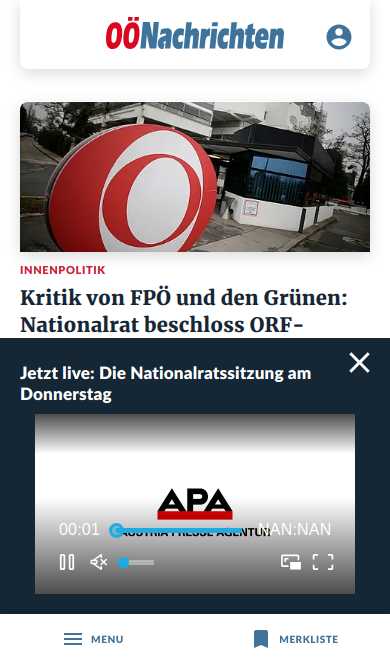 OÖNachrichten
INNENPOLITIK
Kritik von FPÖ und den Grünen:
Nationalrat beschloss ORF-
Jetzt live: Die Nationalratssitzung am
Donnerstag
APA
AUSTRIA PRESSE AGENTUR
00:01
NAN:NAN
MENU
MERKLISTE